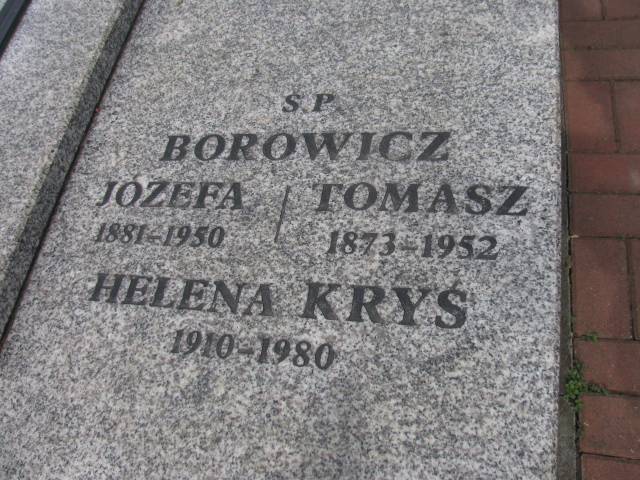 Ś.P.
BOROWICZ
JÓZEFA | TOMASZ
1881-1950 1873-1952
HELENA KRYŚ
1910-1980